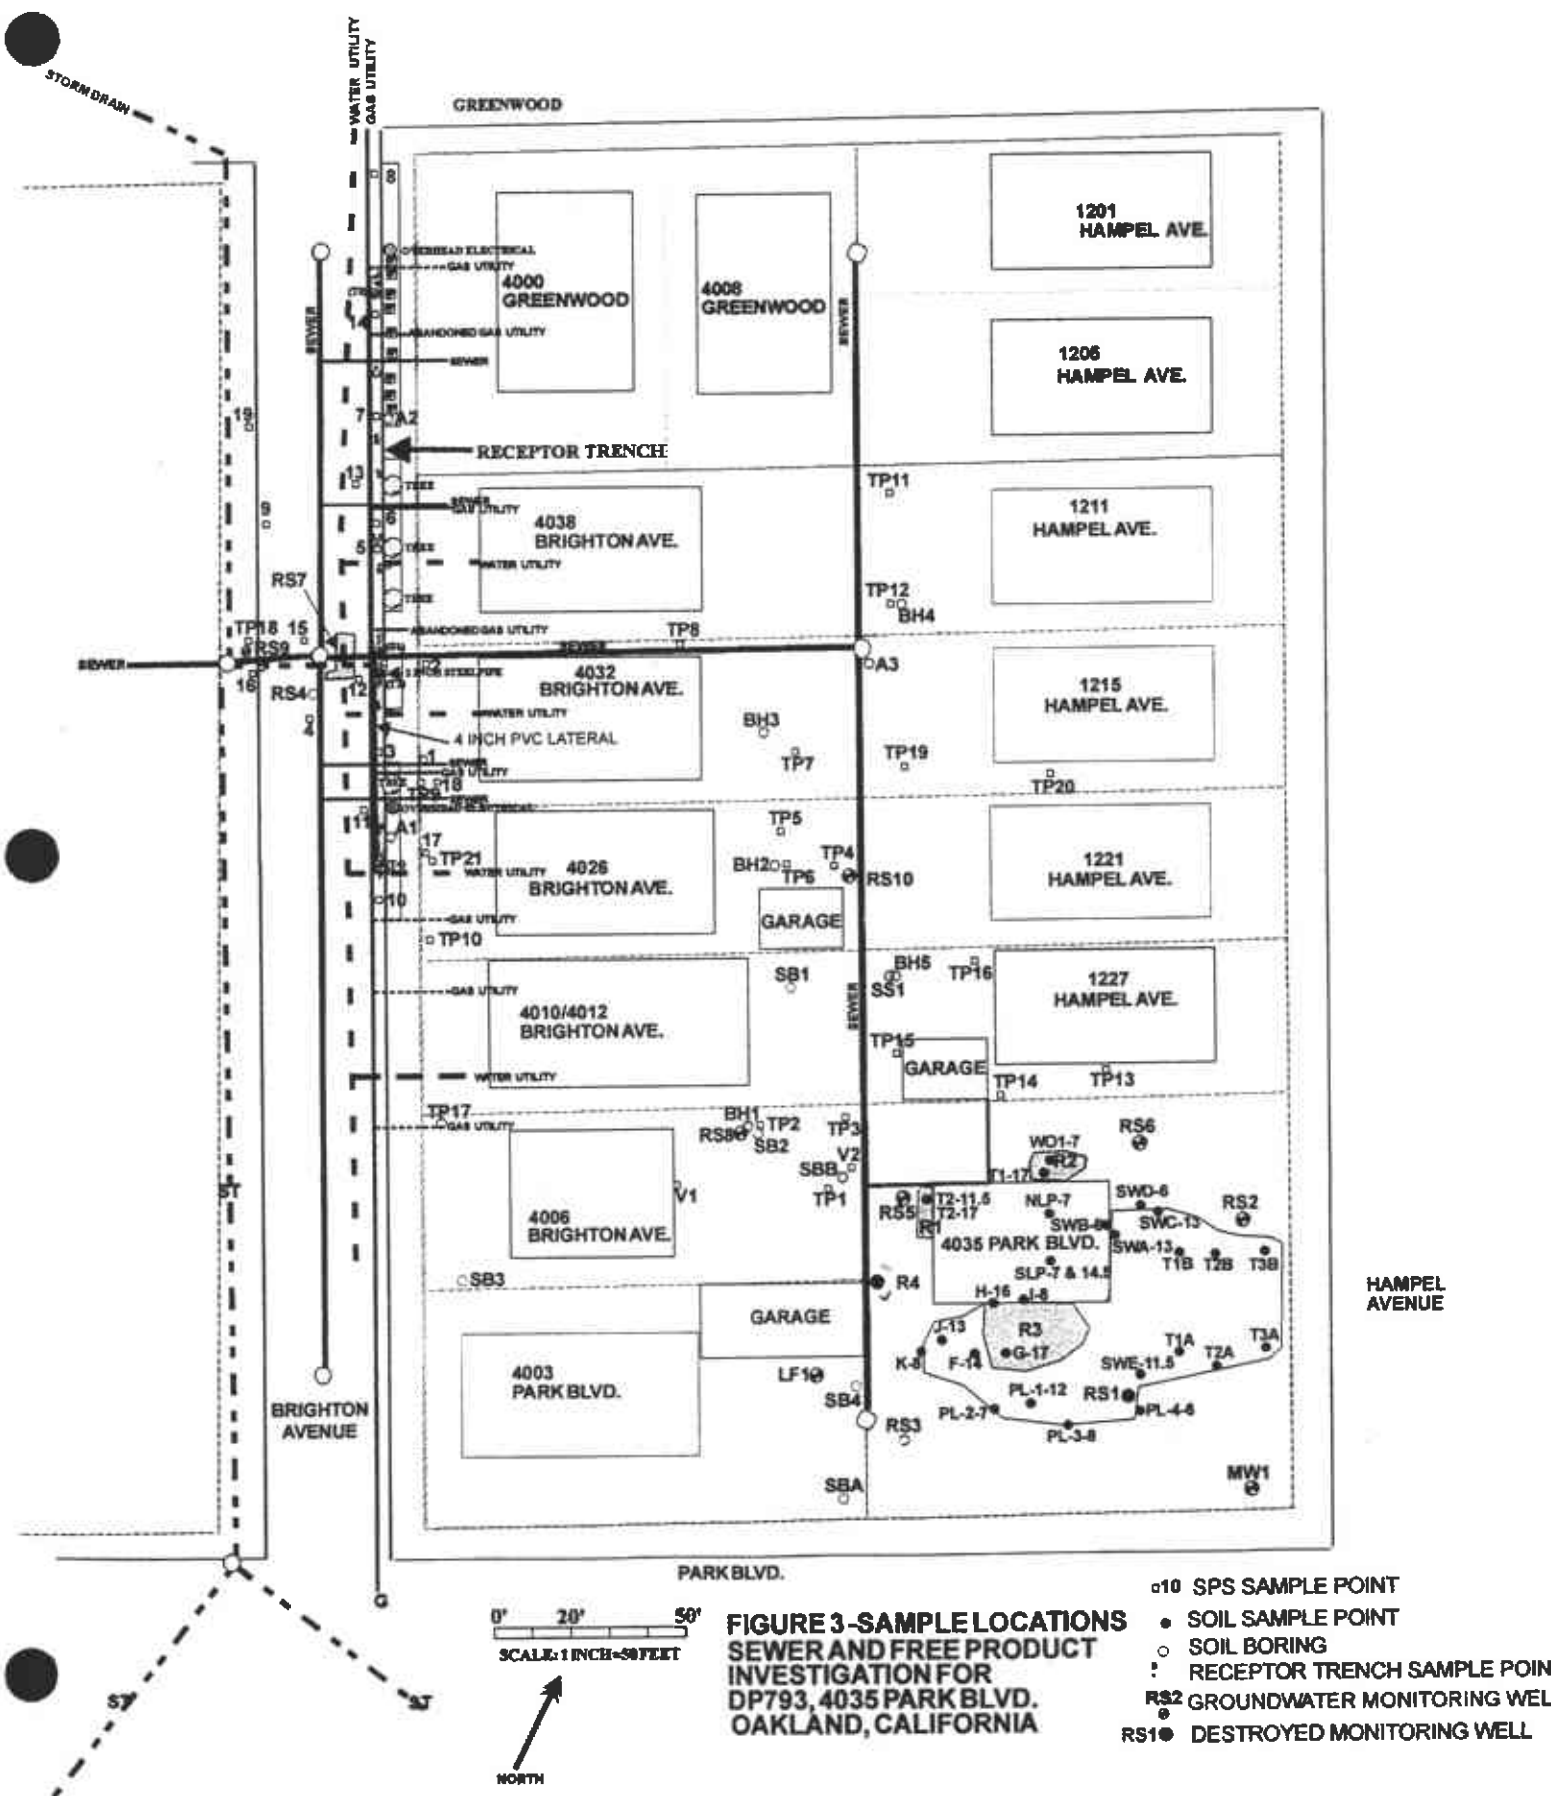 STORM DRAIN
WATER UTILITY
GAS UTILITY
GREENWOOD
8
OVERHEAD ELECTRICAL
GAS UTILITY
SEWER
14
ABANDONED GAS UTILITY
SEWER
4000
GREENWOOD
4008
GREENWOOD
SEWER
1201
HAMPEL AVE.
1205
HAMPEL AVE.
19
7
A2
RECEPTOR TRENCH
13
TREE
SEWER
GAS UTILITY
9
6
5
TREE
WATER UTILITY
TREE
4038
BRIGHTON AVE.
TP11
1211
HAMPEL AVE.
TP12
BH4
RS7
ABANDONED GAS UTILITY
TP18
15
RS9
TP8
SEWER
SEWER
2
16
RS4
12
4
WATER UTILITY
4032
BRIGHTON AVE.
A3
1215
HAMPEL AVE.
BH3
TP7
TP19
TP20
4 INCH PVC LATERAL
3
1
SEWER
GAS UTILITY
18
TP9
OVERHEAD ELECTRICAL
11
A1
17
TP21
WATER UTILITY
10
GAS UTILITY
TP10
4026
BRIGHTON AVE.
TP5
BH2
TP6
TP4
RS10
GARAGE
1221
HAMPEL AVE.
GAS UTILITY
4010/4012
BRIGHTON AVE.
SB1
SEWER
BH5
SS1
TP16
1227
HAMPEL AVE.
TP15
GARAGE
TP14
TP13
WATER UTILITY
TP17
GAS UTILITY
BH1
TP2
RS8
SB2
TP3
V2
SBB
TP1
V1
4006
BRIGHTON AVE.
WO1-7
R2
T1-17
RS6
RS5
T2-11.5
T2-17
R1
NLP-7
SWB-8
4035 PARK BLVD.
SLP-7 & 14.5
SWD-6
SWC-13
SWA-13
RS2
T1B
T2B
T3B
ST
SB3
R4
H-16
I-8
R3
G-17
J-13
K-8
F-14
GARAGE
4003
PARK BLVD.
LF1
SB4
RS3
SBA
T1A
T2A
T3A
SWE-11.5
PL-1-12
RS1
PL-2-7
PL-4-6
PL-3-8
MW1
HAMPEL
AVENUE
BRIGHTON
AVENUE
PARK BLVD.
G
ST
ST
0' 20' 50'
SCALE: 1 INCH=50 FEET
NORTH
FIGURE 3-SAMPLE LOCATIONS
SEWER AND FREE PRODUCT
INVESTIGATION FOR
DP793, 4035 PARK BLVD.
OAKLAND, CALIFORNIA
10 SPS SAMPLE POINT
SOIL SAMPLE POINT
SOIL BORING
RECEPTOR TRENCH SAMPLE POIN
RS2 GROUNDWATER MONITORING WEL
RS1 DESTROYED MONITORING WELL